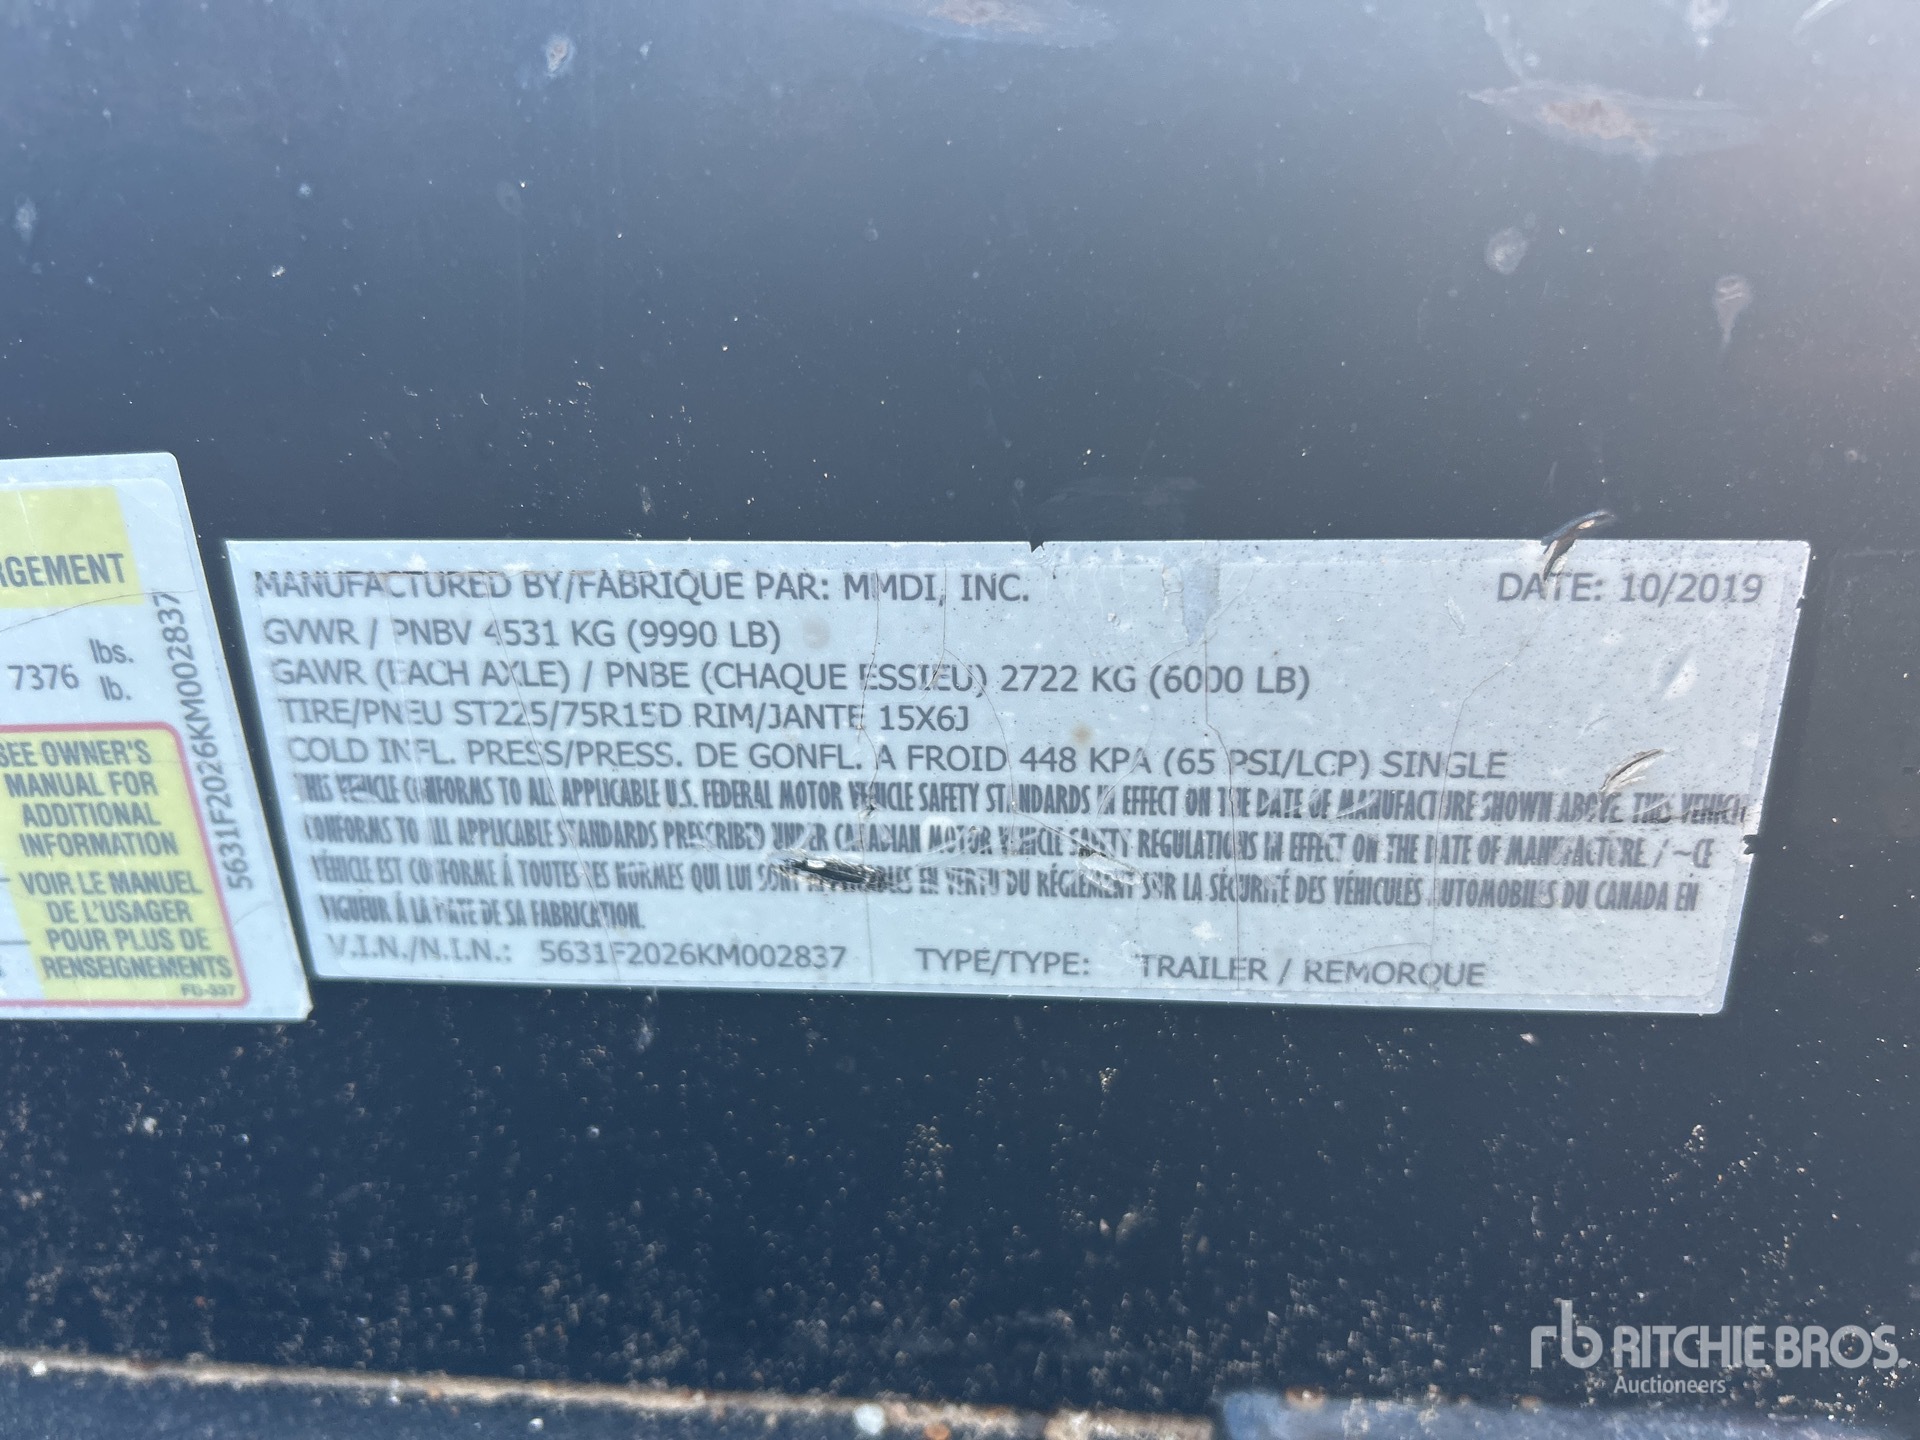 RGEMENT
7376 lbs.
lb.
SEE OWNER'S
MANUAL FOR
ADDITIONAL
INFORMATION
VOIR LE MANUEL
DE L'USAGER
POUR PLUS DE
RENSEIGNEMENTS
5631F2026KM002837
MANUFACTURED BY/FABRIQUE PAR: MMDI, INC. DATE: 10/2019
GVWR / PNBV 4531 KG (9990 LB)
GAWR (EACH AXLE) / PNBE (CHAQUE ESSIEU) 2722 KG (6000 LB)
TIRE/PNEU ST225/75R15D RIM/JANTE 15X6J
COLD INFL. PRESS/PRESS. DE GONFL. A FROID 448 KPA (65 PSI/LCP) SINGLE
THIS VEHICLE CONFORMS TO ALL APPLICABLE U.S. FEDERAL MOTOR VEHICLE SAFETY STANDARDS IN EFFECT ON THE DATE OF MANUFACTURE SHOWN ABOVE. THIS VEHICLE
CONFORMS TO ALL APPLICABLE STANDARDS PRESCRIBED UNDER CANADIAN MOTOR VEHICLE SAFETY REGULATIONS IN EFFECT ON THE DATE OF MANUFACTURE. / ~CE
VÉHICLE EST CONFORME Á TOUTES DES NORMES QUI LUI SONT APPLICABLES EN VERTU DU RÉGLEMENT SUR LA SÉCURITÉ DES VÉHICULES AUTOMOBILES DU CANADA EN
VIGUEUR Á LA DATE DE SA FABRICATION.
V.I.N./N.I.N.: 5631F2026KM002837 TYPE/TYPE: TRAILER / REMORQUE
rb RITCHIE BROS.
Auctioneers